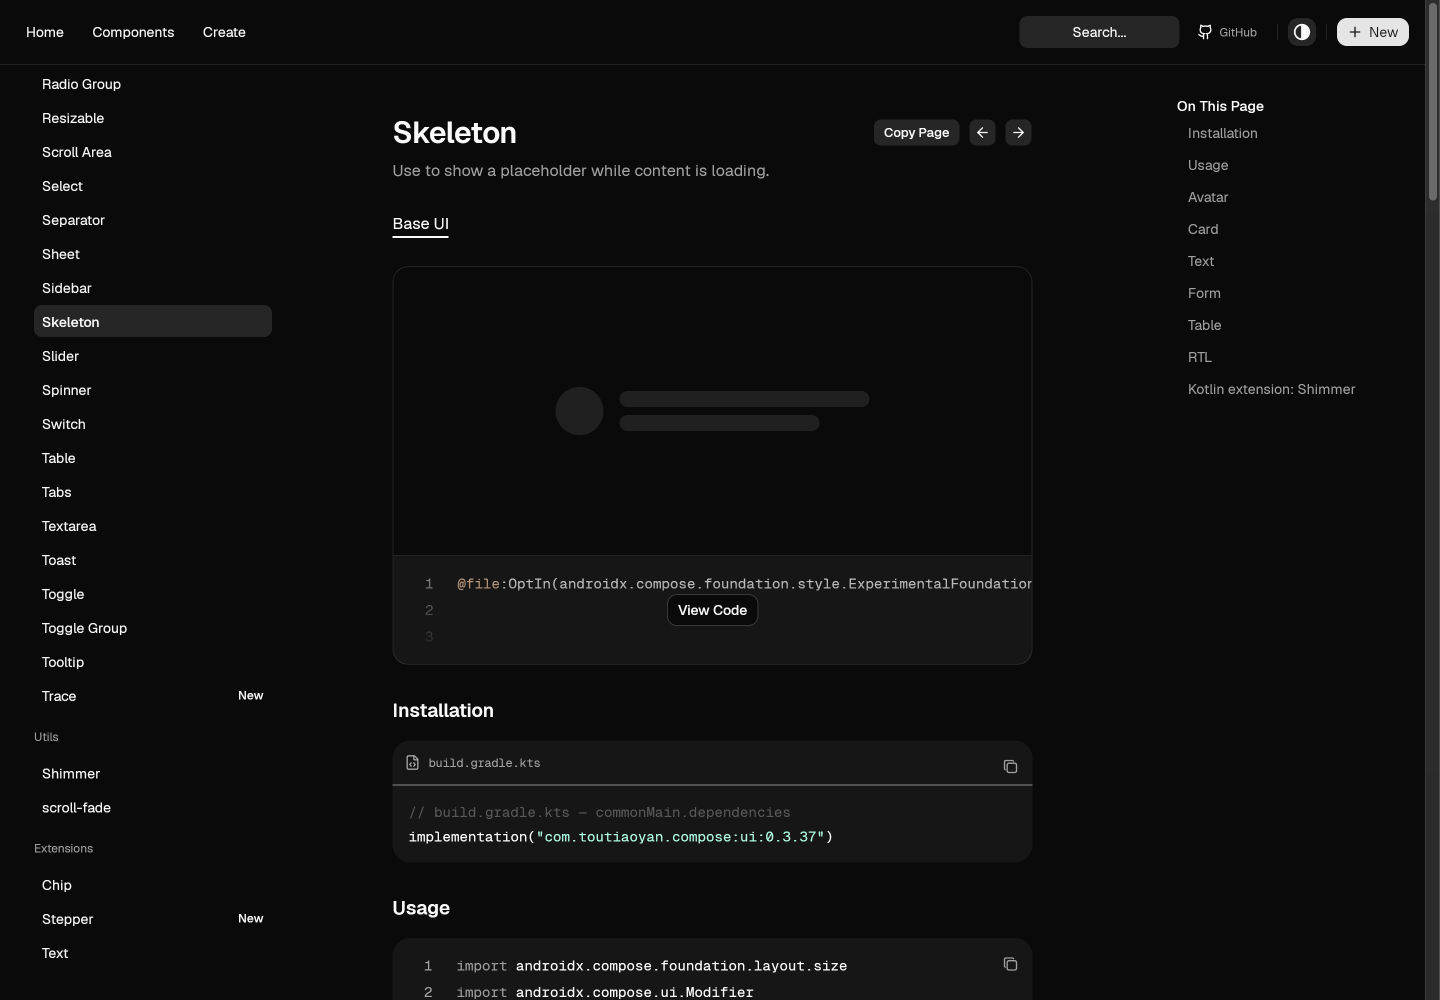 Home
Components
Create
Search...
GitHub
New
Radio Group
Resizable
Scroll Area
Select
Separator
Sheet
Sidebar
Skeleton
Slider
Spinner
Switch
Table
Tabs
Textarea
Toast
Toggle
Toggle Group
Tooltip
Trace
New
Utils
Shimmer
scroll-fade
Extensions
Chip
Stepper
New
Text
Skeleton
Copy Page
Use to show a placeholder while content is loading.
Base UI
1 @file:OptIn(androidx.compose.foundation.style.ExperimentalFoundation
2
View Code
3
Installation
build.gradle.kts
// build.gradle.kts — commonMain.dependencies
implementation("com.toutiaoyan.compose:ui:0.3.37")
Usage
1 import androidx.compose.foundation.layout.size
2 import androidx.compose.ui.Modifier
On This Page
Installation
Usage
Avatar
Card
Text
Form
Table
RTL
Kotlin extension: Shimmer